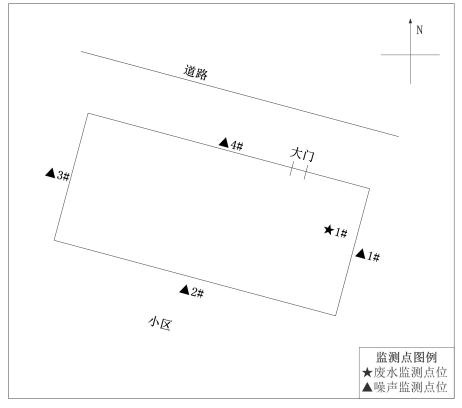 N
道路
▲4#
大门
▲3#
★1#
▲1#
▲2#
小区
监测点图例
★废水监测点位
▲噪声监测点位